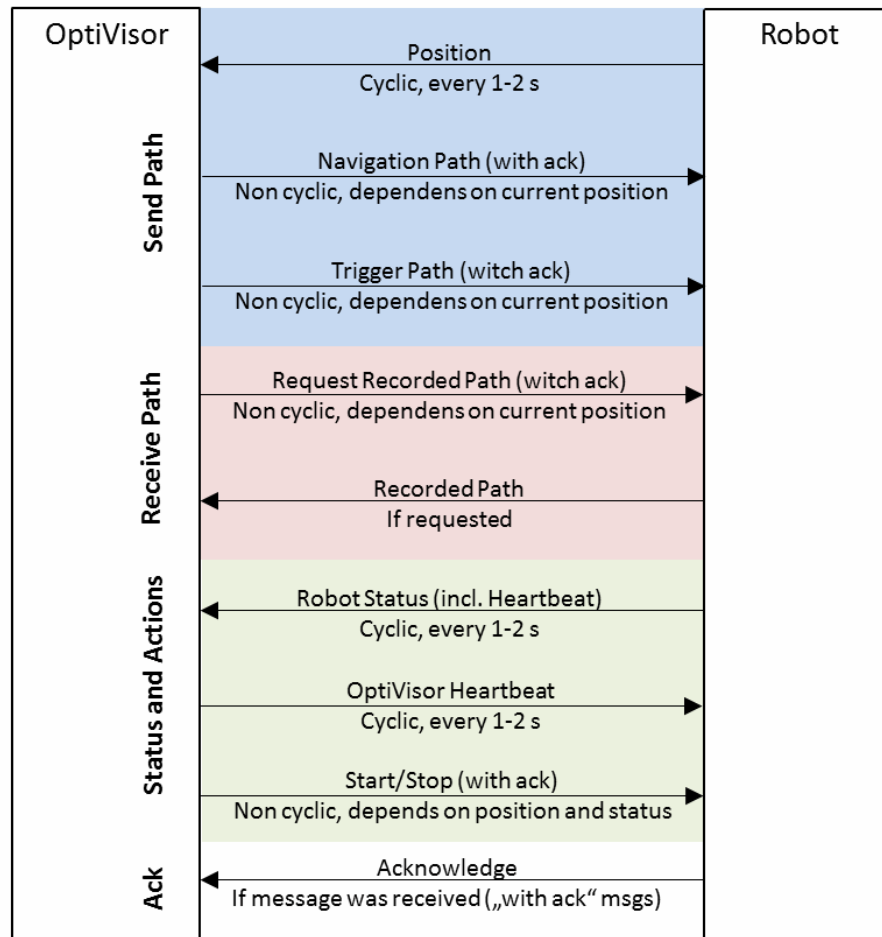 OptiVisor
Robot
Send Path
Position
Cyclic, every 1-2 s
Navigation Path (with ack)
Non cyclic, dependens on current position
Trigger Path (witch ack)
Non cyclic, dependens on current position
Receive Path
Request Recorded Path (witch ack)
Non cyclic, dependens on current position
Recorded Path
If requested
Status and Actions
Robot Status (incl. Heartbeat)
Cyclic, every 1-2 s
OptiVisor Heartbeat
Cyclic, every 1-2 s
Start/Stop (with ack)
Non cyclic, depends on position and status
Ack
Acknowledge
If message was received („with ack“ msgs)